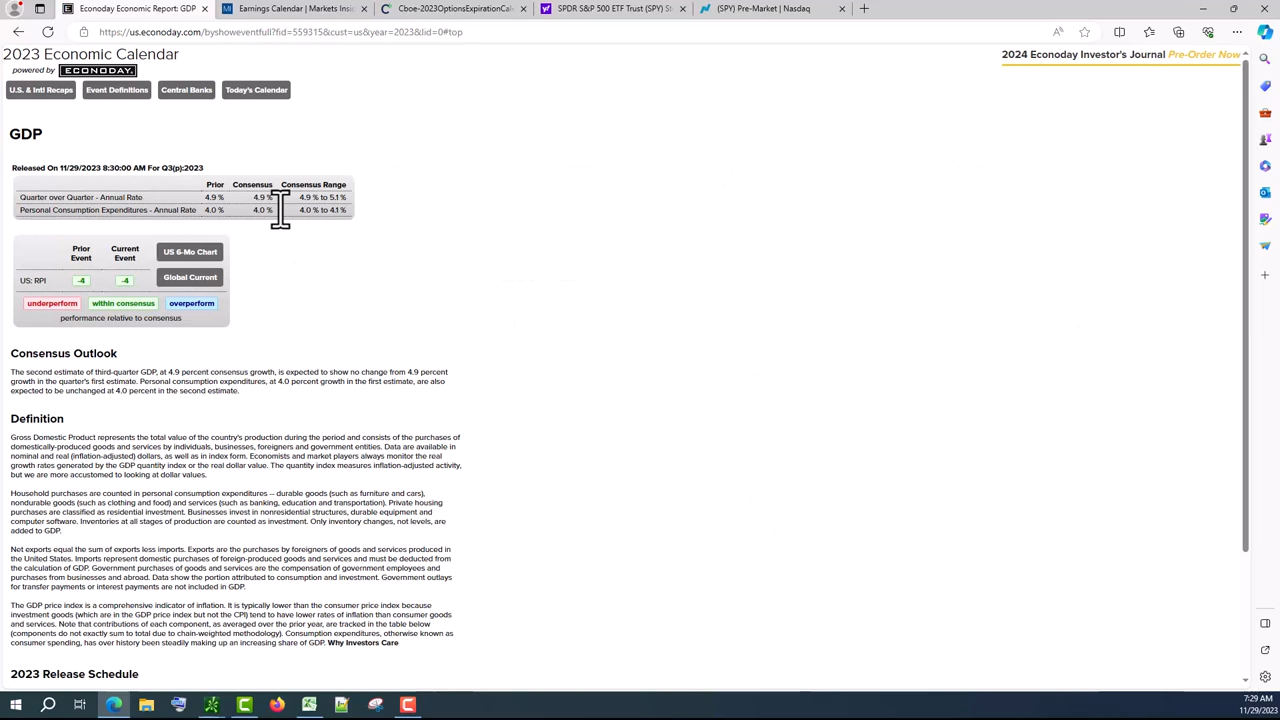 Econoday Economic Report: GDP
Earnings Calendar | Markets Insid
Cboe-2023OptionsExpirationCale
SPDR S&P 500 ETF Trust (SPY) St
(SPY) Pre-Market | Nasdaq
https://us.econoday.com/byshoweventfull?fid=559315&cust=us&year=2023&lid=0#top
2023 Economic Calendar
2024 Econoday Investor's Journal Pre-Order Now
powered by ECONODAY.
U.S. & Intl Recaps
Event Definitions
Central Banks
Today's Calendar
GDP
Released On 11/29/2023 8:30:00 AM For Q3(p):2023
Prior Consensus Consensus Range
Quarter over Quarter - Annual Rate 4.9 % 4.9 % 4.9 % to 5.1 %
Personal Consumption Expenditures - Annual Rate 4.0 % 4.0 % 4.0 % to 4.1 %
Prior Event
Current Event
US 6-Mo Chart
Global Current
US: RPI -4 -4
underperform within consensus overperform
performance relative to consensus
Consensus Outlook
The second estimate of third-quarter GDP, at 4.9 percent consensus growth, is expected to show no change from 4.9 percent
growth in the quarter's first estimate. Personal consumption expenditures, at 4.0 percent growth in the first estimate, are also
expected to be unchanged at 4.0 percent in the second estimate.
Definition
Gross Domestic Product represents the total value of the country's production during the period and consists of the purchases of
domestically-produced goods and services by individuals, businesses, foreigners and government entities. Data are available in
nominal and real (inflation-adjusted) dollars, as well as in index form. Economists and market players always monitor the real
growth rates generated by the GDP quantity index or the real dollar value. The quantity index measures inflation-adjusted activity,
but we are more accustomed to looking at dollar values.
Household purchases are counted in personal consumption expenditures -- durable goods (such as furniture and cars),
nondurable goods (such as clothing and food) and services (such as banking, education and transportation). Private housing
purchases are classified as residential investment. Businesses invest in nonresidential structures, durable equipment and
computer software. Inventories at all stages of production are counted as investment. Only inventory changes, not levels, are
added to GDP.
Net exports equal the sum of exports less imports. Exports are the purchases by foreigners of goods and services produced in
the United States. Imports represent domestic purchases of foreign-produced goods and services and must be deducted from
the calculation of GDP. Government purchases of goods and services are the compensation of government employees and
purchases from businesses and abroad. Data show the portion attributed to consumption and investment. Government outlays
for transfer payments or interest payments are not included in GDP.
The GDP price index is a comprehensive indicator of inflation. It is typically lower than the consumer price index because
investment goods (which are in the GDP price index but not the CPI) tend to have lower rates of inflation than consumer goods
and services. Note that contributions of each component, as averaged over the prior year, are tracked in the table below
(components do not exactly sum to total due to chain-weighted methodology). Consumption expenditures, otherwise known as
consumer spending, has over history been steadily making up an increasing share of GDP. Why Investors Care
2023 Release Schedule
7:29 AM
11/29/2023